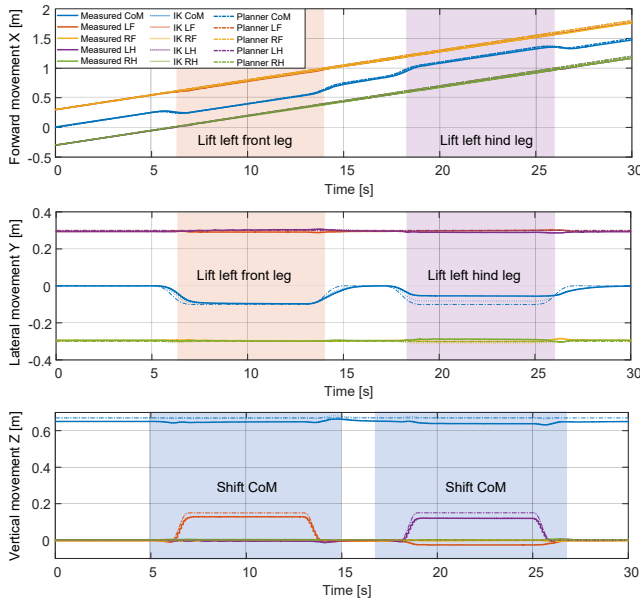 Forward movement X [m]
2
1.5
1
0.5
0
-0.5
Measured CoM IK CoM Planner CoM
Measured LF IK LF Planner LF
Measured RF IK RF Planner RF
Measured LH IK LH Planner LH
Measured RH IK RH Planner RH
Lift left front leg Lift left hind leg
0 5 10 15 20 25 30
Time [s]
Lateral movement Y [m]
0.4
0.2
0
-0.2
-0.4
Lift left front leg Lift left hind leg
0 5 10 15 20 25 30
Time [s]
Vertical movement Z [m]
0.6
0.4
0.2
0
Shift CoM Shift CoM
0 5 10 15 20 25 30
Time [s]